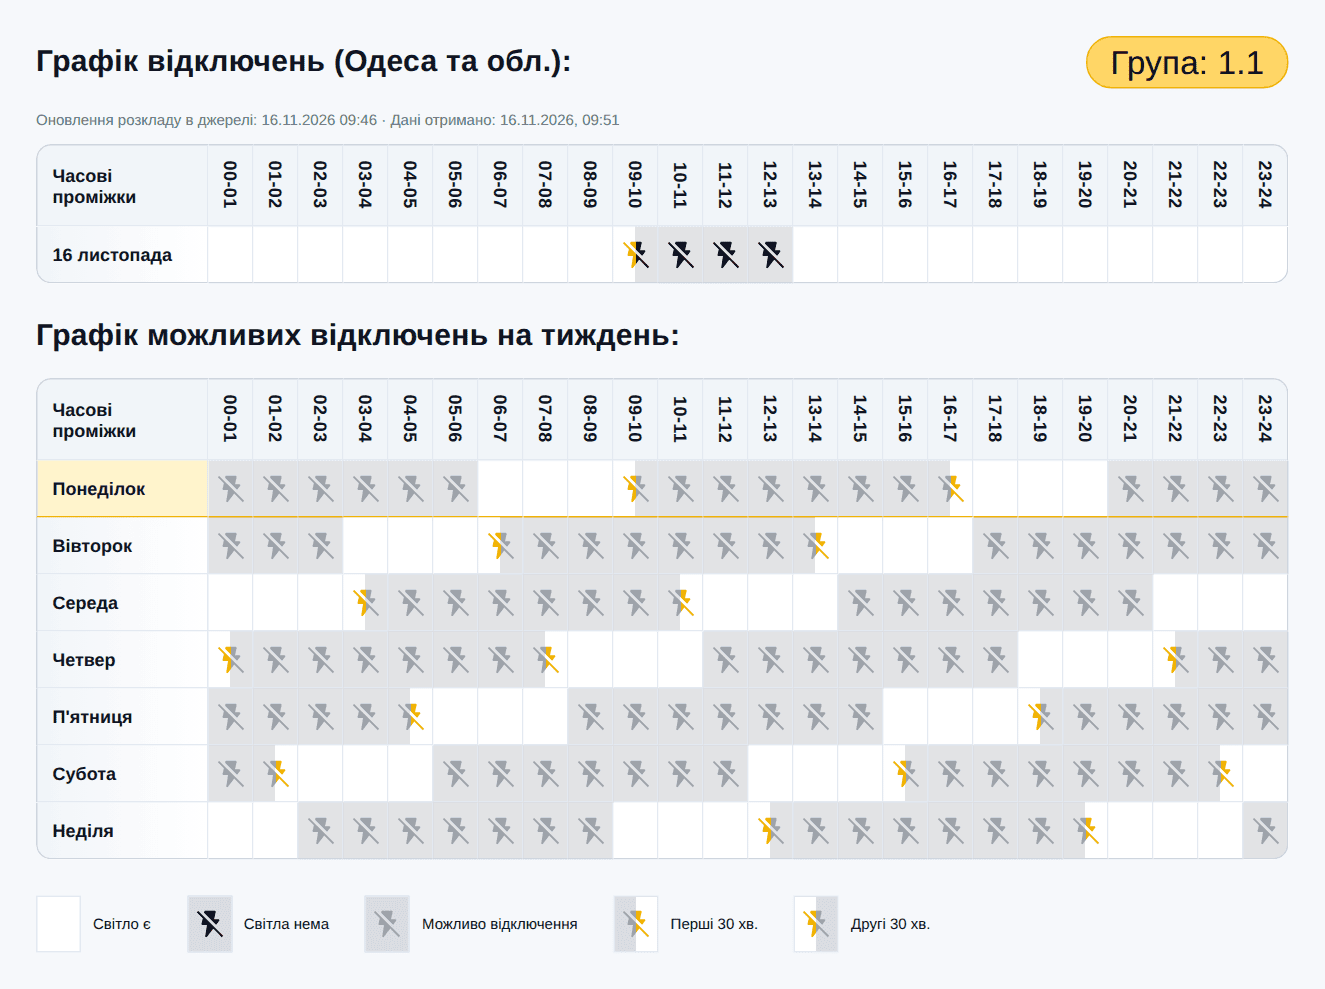 Графік відключень (Одеса та обл.):
Група: 1.1
Оновлення розкладу в джерелі: 16.11.2026 09:46 · Дані отримано: 16.11.2026, 09:51
Часові
проміжки
00-01 01-02 02-03 03-04 04-05 05-06 06-07 07-08 08-09 09-10 10-11 11-12 12-13 13-14 14-15 15-16 16-17 17-18 18-19 19-20 20-21 21-22 22-23 23-24
16 листопада
Графік можливих відключень на тиждень:
Часові
проміжки
00-01 01-02 02-03 03-04 04-05 05-06 06-07 07-08 08-09 09-10 10-11 11-12 12-13 13-14 14-15 15-16 16-17 17-18 18-19 19-20 20-21 21-22 22-23 23-24
Понеділок
Вівторок
Середа
Четвер
П'ятниця
Субота
Неділя
Світло є
Світла нема
Можливо відключення
Перші 30 хв.
Другі 30 хв.